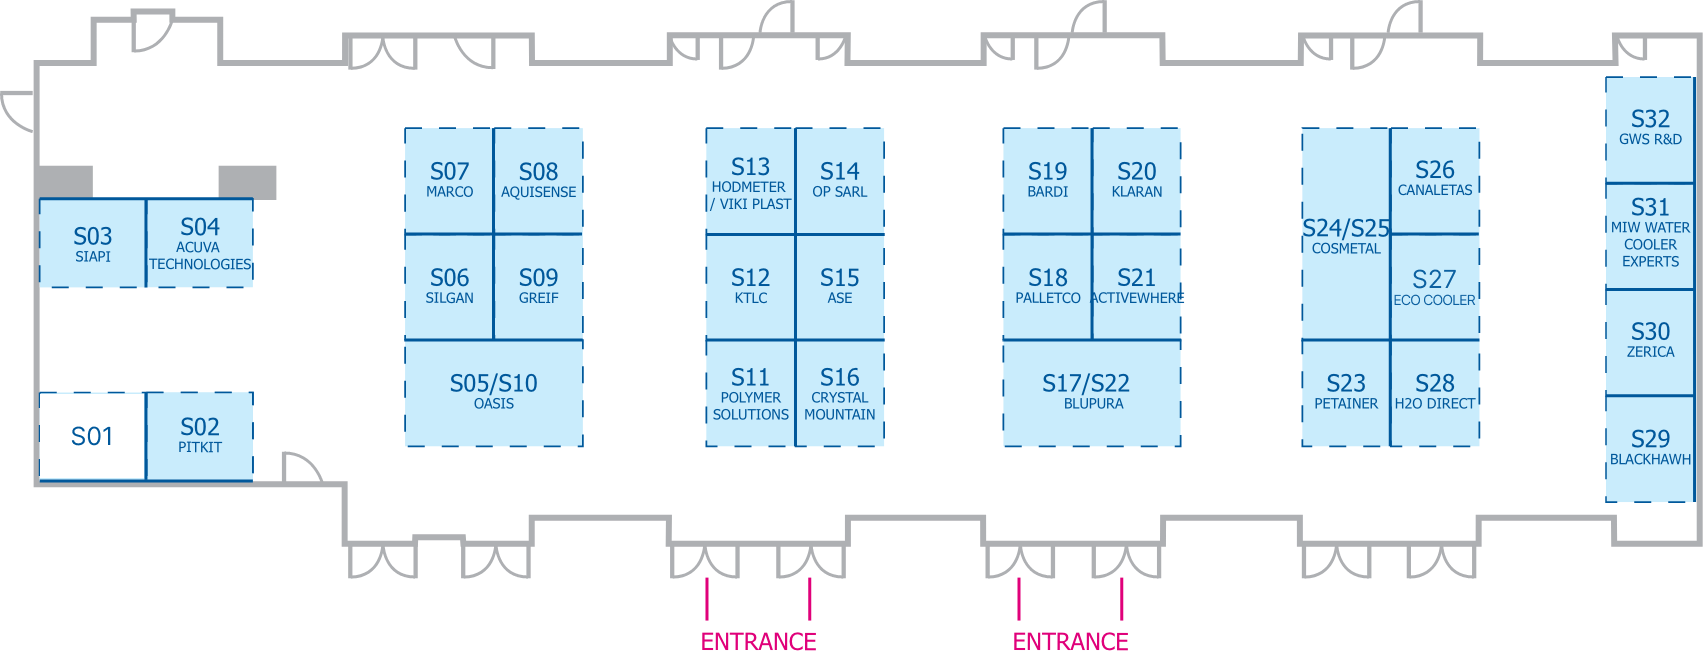 S03
SIAPI
S04
ACUVA
TECHNOLOGIES
S01
S02
PITKIT
S07
MARCO
S08
AQUISENSE
S06
SILGAN
S09
GREIF
S05/S10
OASIS
S13
HODMETER
/ VIKI PLAST
S14
OP SARL
S12
KTLC
S15
ASE
S11
POLYMER
SOLUTIONS
S16
CRYSTAL
MOUNTAIN
S19
BARDI
S20
KLARAN
S18
PALLETCO
S21
ACTIVEWHERE
S17/S22
BLUPURA
S24/S25
COSMETAL
S26
CANALETAS
S27
ECO COOLER
S23
PETAINER
S28
H2O DIRECT
S32
GWS R&D
S31
MIW WATER
COOLER
EXPERTS
S30
ZERICA
S29
BLACKHAWH
ENTRANCE
ENTRANCE